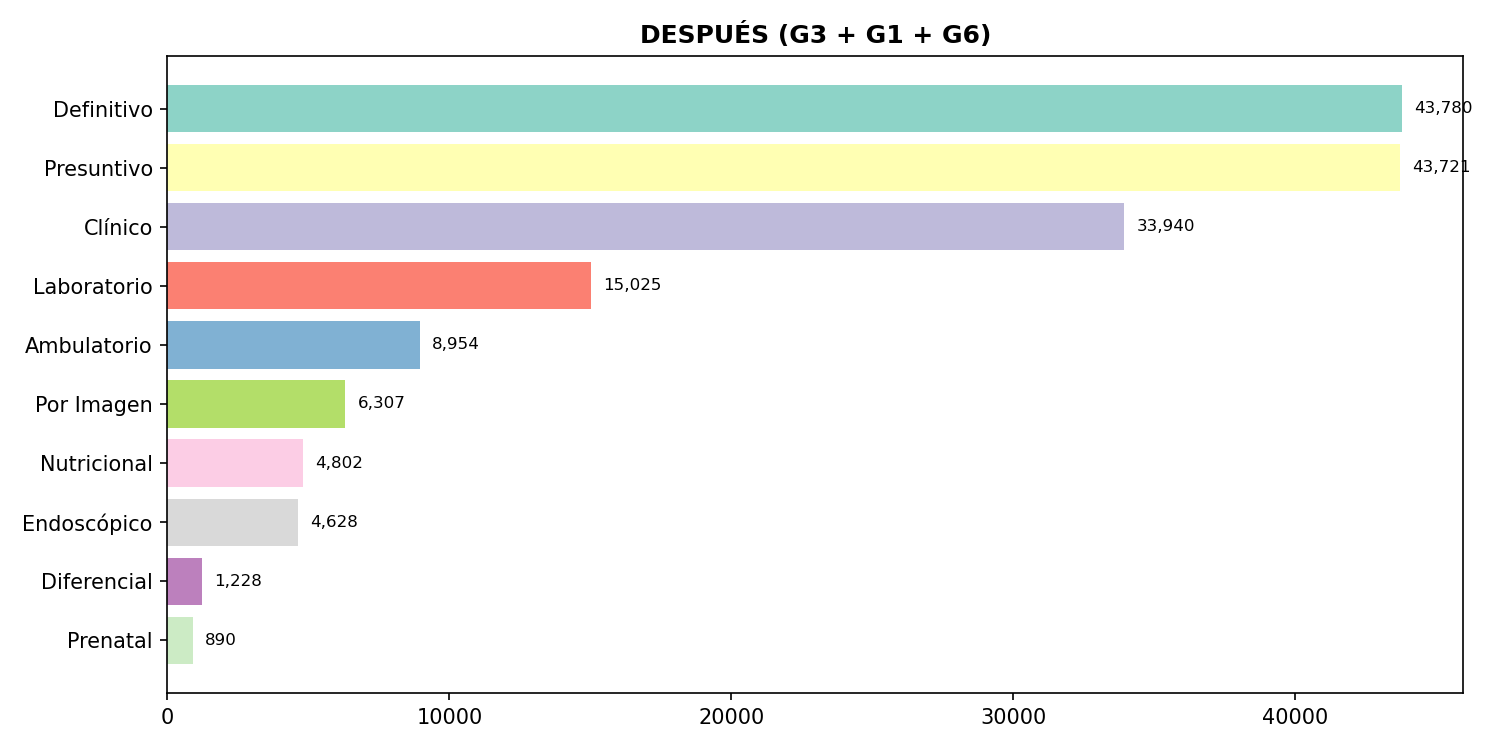 DESPUÉS (G3 + G1 + G6)
Definitivo 43,780
Presuntivo 43,721
Clínico 33,940
Laboratorio 15,025
Ambulatorio 8,954
Por Imagen 6,307
Nutricional 4,802
Endoscópico 4,628
Diferencial 1,228
Prenatal 890
0 10000 20000 30000 40000